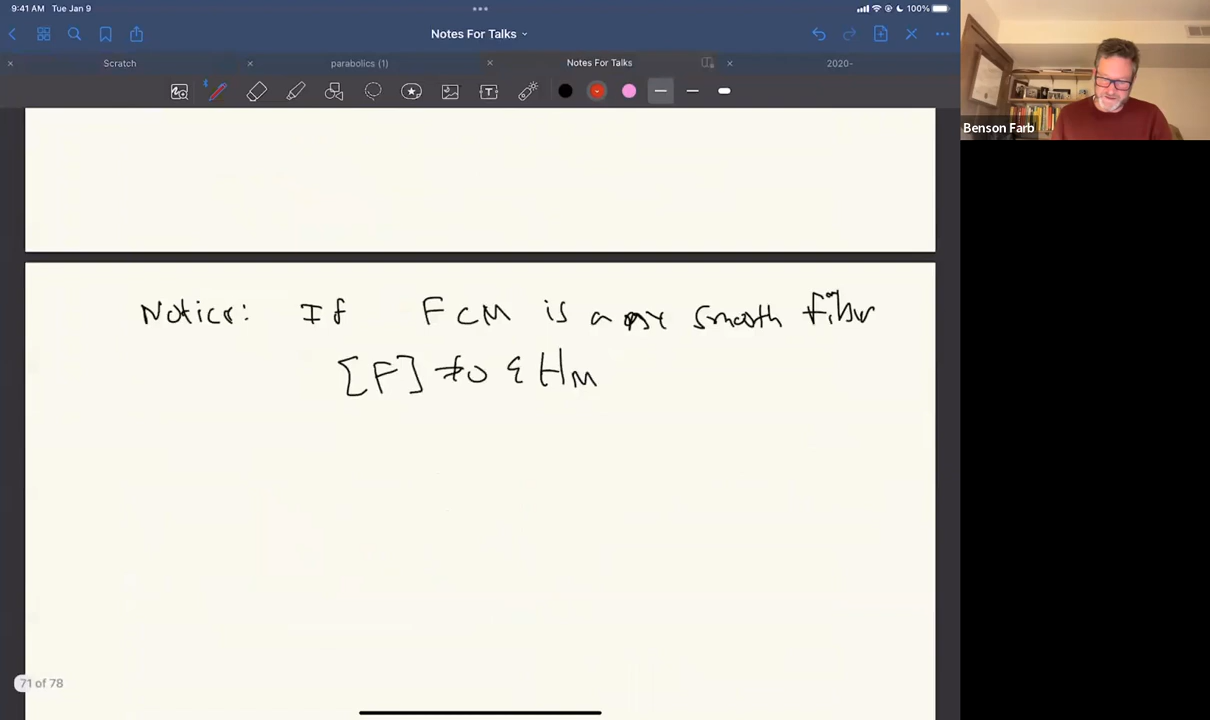 9:41 AM Tue Jan 9
100%
Notes For Talks
Scratch
parabolics (1)
Notes For Talks
2020-
Benson Farb
Notice: If F ⊂ M is a smooth fiber
[F] ≠ 0 ∈ H_M
71 of 78